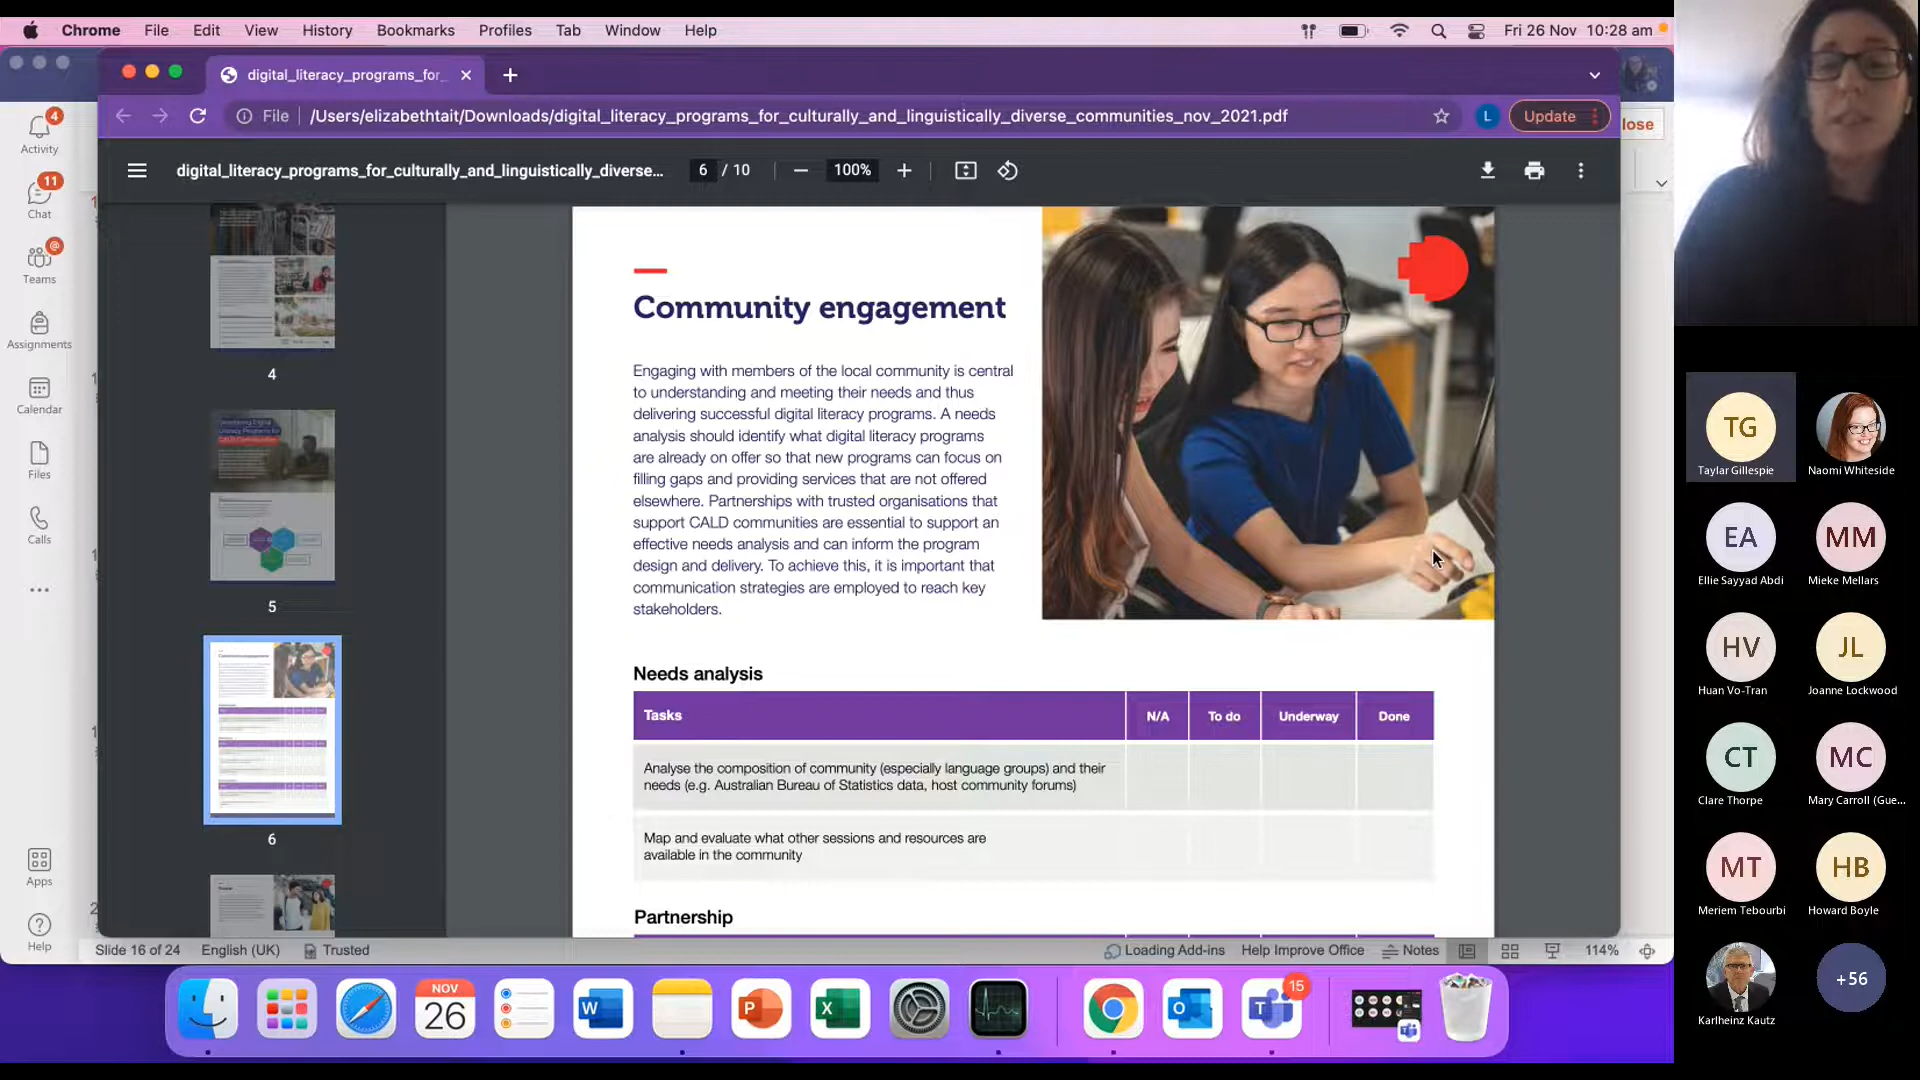 Chrome File Edit View History Bookmarks Profiles Tab Window Help Fri 26 Nov 10:28 am
digital_literacy_programs_for_
File /Users/elizabethtait/Downloads/digital_literacy_programs_for_culturally_and_linguistically_diverse_communities_nov_2021.pdf L Update
lose
digital_literacy_programs_for_culturally_and_linguistically_diverse... 6 / 10 100%
4
Activity
11
Chat
@
Teams
Assignments
Calendar
Files
Calls
Apps
Help
4
5
6
Community engagement
Engaging with members of the local community is central
to understanding and meeting their needs and thus
delivering successful digital literacy programs. A needs
analysis should identify what digital literacy programs
are already on offer so that new programs can focus on
filling gaps and providing services that are not offered
elsewhere. Partnerships with trusted organisations that
support CALD communities are essential to support an
effective needs analysis and can inform the program
design and delivery. To achieve this, it is important that
communication strategies are employed to reach key
stakeholders.
Needs analysis
Tasks N/A To do Underway Done
Analyse the composition of community (especially language groups) and their
needs (e.g. Australian Bureau of Statistics data, host community forums)
Map and evaluate what other sessions and resources are
available in the community
Partnership
Slide 16 of 24 English (UK) Trusted Loading Add-ins Help Improve Office Notes 114%
NOV
26
W
P
X
O
T
15
TG
Taylar Gillespie Naomi Whiteside
EA MM
Ellie Sayyad Abdi Mieke Mellars
HV JL
Huan Vo-Tran Joanne Lockwood
CT MC
Clare Thorpe Mary Carroll (Gue...
MT HB
Meriem Tebourbi Howard Boyle
+56
Karlheinz Kautz